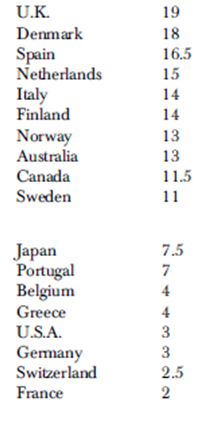 U.K. 19
Denmark 18
Spain 16.5
Netherlands 15
Italy 14
Finland 14
Norway 13
Australia 13
Canada 11.5
Sweden 11
Japan 7.5
Portugal 7
Belgium 4
Greece 4
U.S.A. 3
Germany 3
Switzerland 2.5
France 2